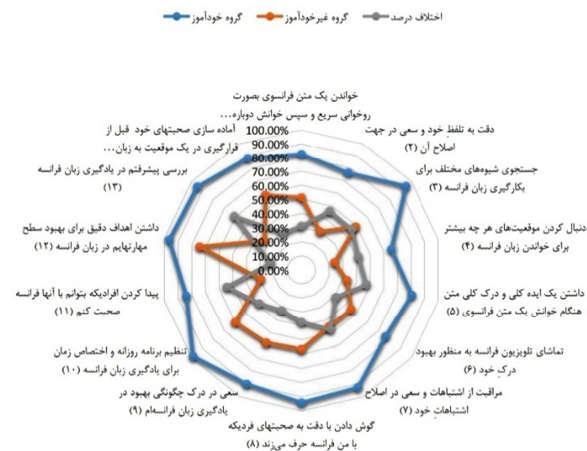 گروه خودآموز
گروه غیرخودآموز
اختلاف درصد
خواندن یک متن فرانسوی بصورت
روخوانی سریع و سپس خوانش دوباره...
دقت به تلفظِ خود و سعی در جهت
اصلاح آن (۲)
جستجوی شیوه‌های مختلف برای
بکارگیری زبان فرانسه (۳)
دنبال کردن موقعیت‌های هر چه بیشتر
برای خواندن زبان فرانسه (۴)
داشتن یک ایده کلی و درک کلی متن
هنگام خوانش یک متن فرانسوی (۵)
تماشای تلویزیون فرانسه به منظور بهبود
درک خود (۶)
مراقبت از اشتباهات و سعی در اصلاح
اشتباهاتِ خود (۷)
گوش دادن با دقت به صحبتهای فردیکه
با من فرانسه حرف می‌زند (۸)
سعی در درک چگونگی بهبود در
یادگیری زبان فرانسه‌ام (۹)
تنظیم برنامه روزانه و اختصاص زمان
برای یادگیری زبان فرانسه (۱۰)
پیدا کردن افرادیکه بتوانم با آنها فرانسه
صحبت کنم (۱۱)
داشتن اهداف دقیق برای بهبود سطح
مهارتهایم در زبان فرانسه (۱۲)
بررسی پیشرفتم در یادگیری زبان فرانسه
(۱۳)
آماده سازی صحبتهای خود قبل از
قرارگیری در یک موقعیت به زبان...
100.00%
90.00%
80.00%
70.00%
60.00%
50.00%
40.00%
30.00%
20.00%
10.00%
0.00%